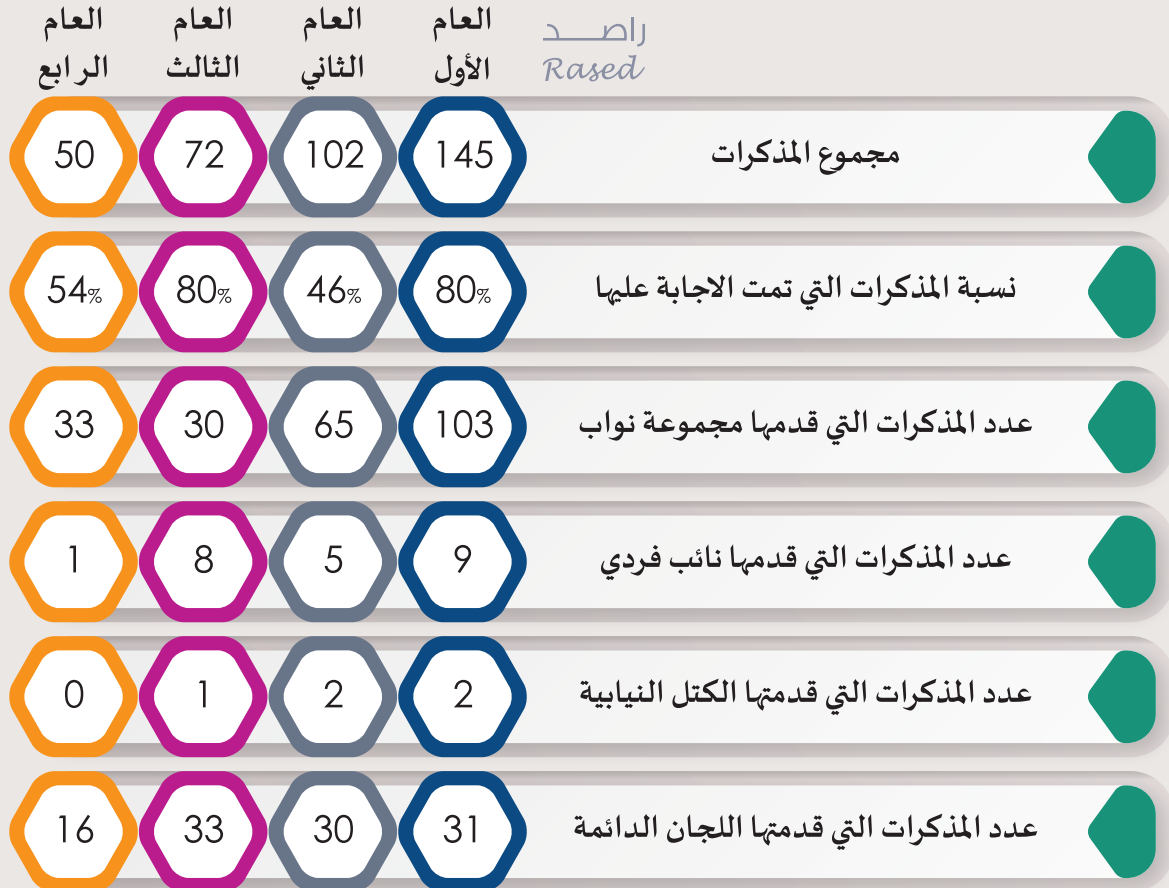 راصد
Rased
العام الأول
العام الثاني
العام الثالث
العام الرابع
مجموع المذكرات 145 102 72 50
نسبة المذكرات التي تمت الاجابة عليها 80% 46% 80% 54%
عدد المذكرات التي قدمها مجموعة نواب 103 65 30 33
عدد المذكرات التي قدمها نائب فردي 9 5 8 1
عدد المذكرات التي قدمتها الكتل النيابية 2 2 1 0
عدد المذكرات التي قدمتها اللجان الدائمة 31 30 33 16